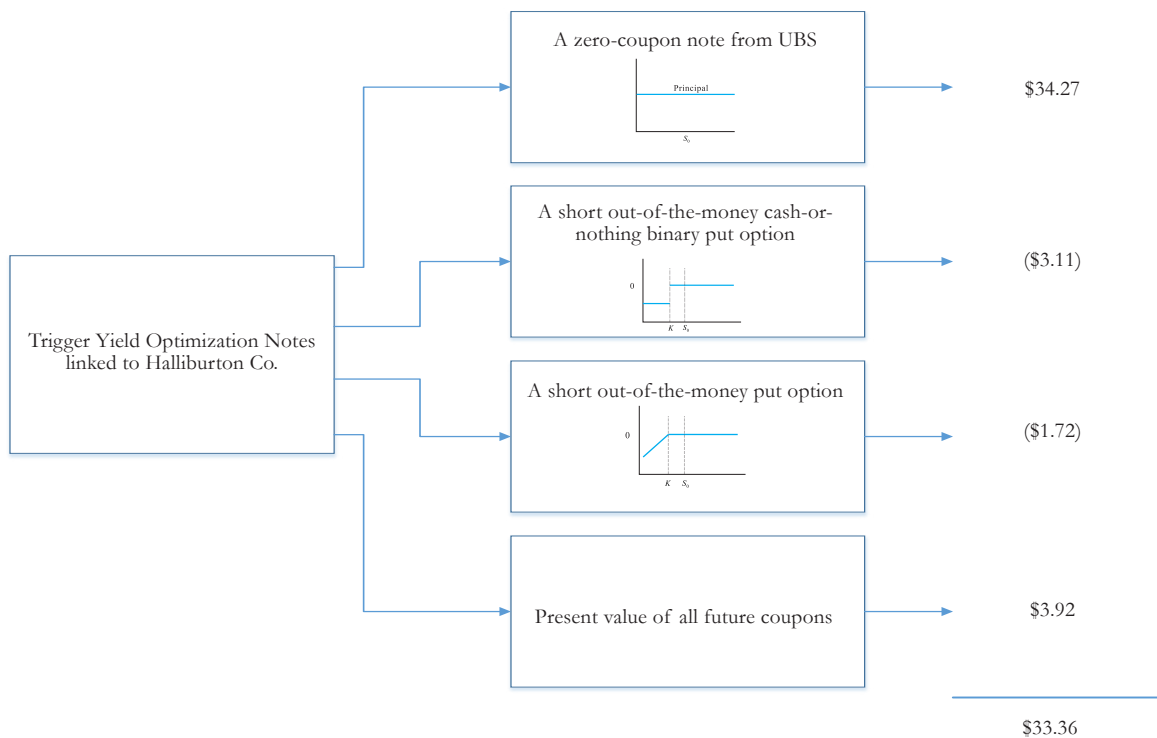 A zero-coupon note from UBS
Principal
S₀
$34.27
A short out-of-the-money cash-or-
nothing binary put option
0
K S₀
($3.11)
Trigger Yield Optimization Notes
linked to Halliburton Co.
A short out-of-the-money put option
0
K S₀
($1.72)
Present value of all future coupons
$3.92
$33.36